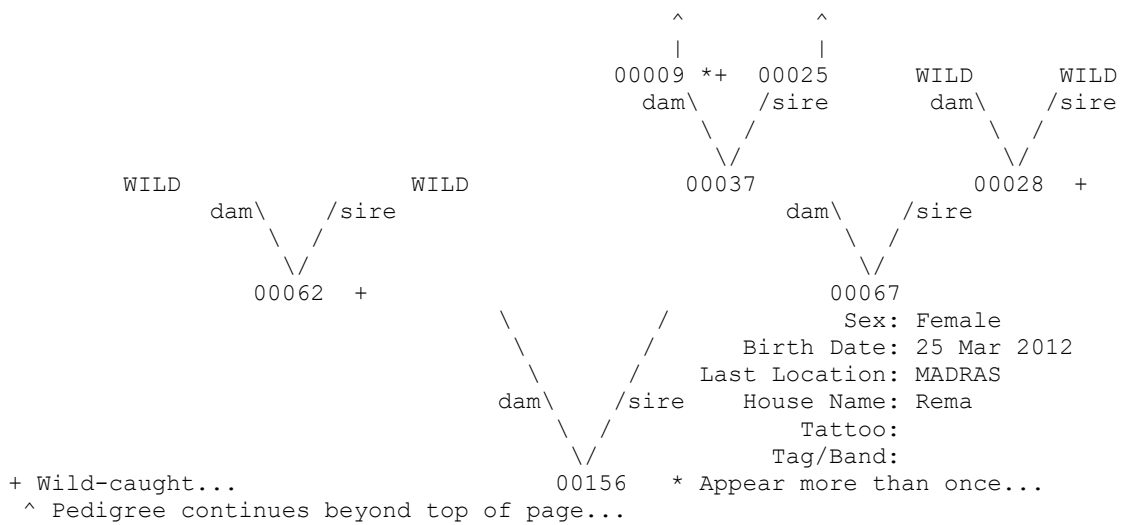 ^ ^
| |
00009 *+ 00025 WILD WILD
dam\ /sire dam\ /sire
\ / \ /
\/ \/
WILD WILD 00037 00028 +
dam\ /sire dam\ /sire
\ / \ /
\/ \/
00062 + 00067
\ / Sex: Female
\ / Birth Date: 25 Mar 2012
\ / Last Location: MADRAS
dam\ /sire House Name: Rema
\ / Tattoo:
\/ Tag/Band:
+ Wild-caught... 00156 * Appear more than once...
^ Pedigree continues beyond top of page...